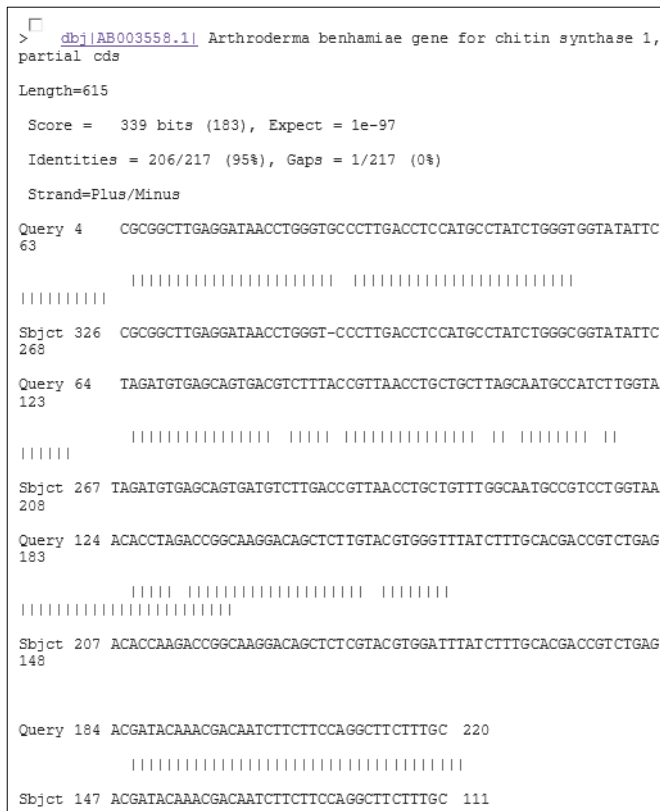 > dbj|AB003558.1| Arthroderma benhamiae gene for chitin synthase 1,
partial cds
Length=615
Score = 339 bits (183), Expect = 1e-97
Identities = 206/217 (95%), Gaps = 1/217 (0%)
Strand=Plus/Minus
Query 4 CGCGGCTTGAGGATAACCTGGGTGCCCTTGACCTCCATGCCTATCTGGGTGGTATATTC
63
|||||||||||||||||||||||| ||||||||||||||||||||||||||
||||||||||
Sbjct 326 CGCGGCTTGAGGATAACCTGGGT-CCCTTGACCTCCATGCCTATCTGGGCGGTATATTC
268
Query 64 TAGATGTGAGCAGTGACGTCTTTACCGTTAACCTGCTGCTTAGCAATGCCATCTTGGTA
123
|||||||||||||||| ||||| ||||||||||||||| || |||||||| ||
||||||
Sbjct 267 TAGATGTGAGCAGTGATGTCTTGACCGTTAACCTGCTGTTTGGCAATGCCGTCCTGGTAA
208
Query 124 ACACCTAGACCGGCAAGGACAGCTCTTGTACGTGGGTTTATCTTTGCACGACCGTCTGAG
183
||||| ||||||||||||||||||||| ||||||||
|||||||||||||||||||||||||
Sbjct 207 ACACCAAGACCGGCAAGGACAGCTCTCGTACGTGGATTTATCTTTGCACGACCGTCTGAG
148
Query 184 ACGATACAAACGACAATCTTCTTCCAGGCTTCTTTGC 220
|||||||||||||||||||||||||||||||||||||
Sbjct 147 ACGATACAAACGACAATCTTCTTCCAGGCTTCTTTGC 111